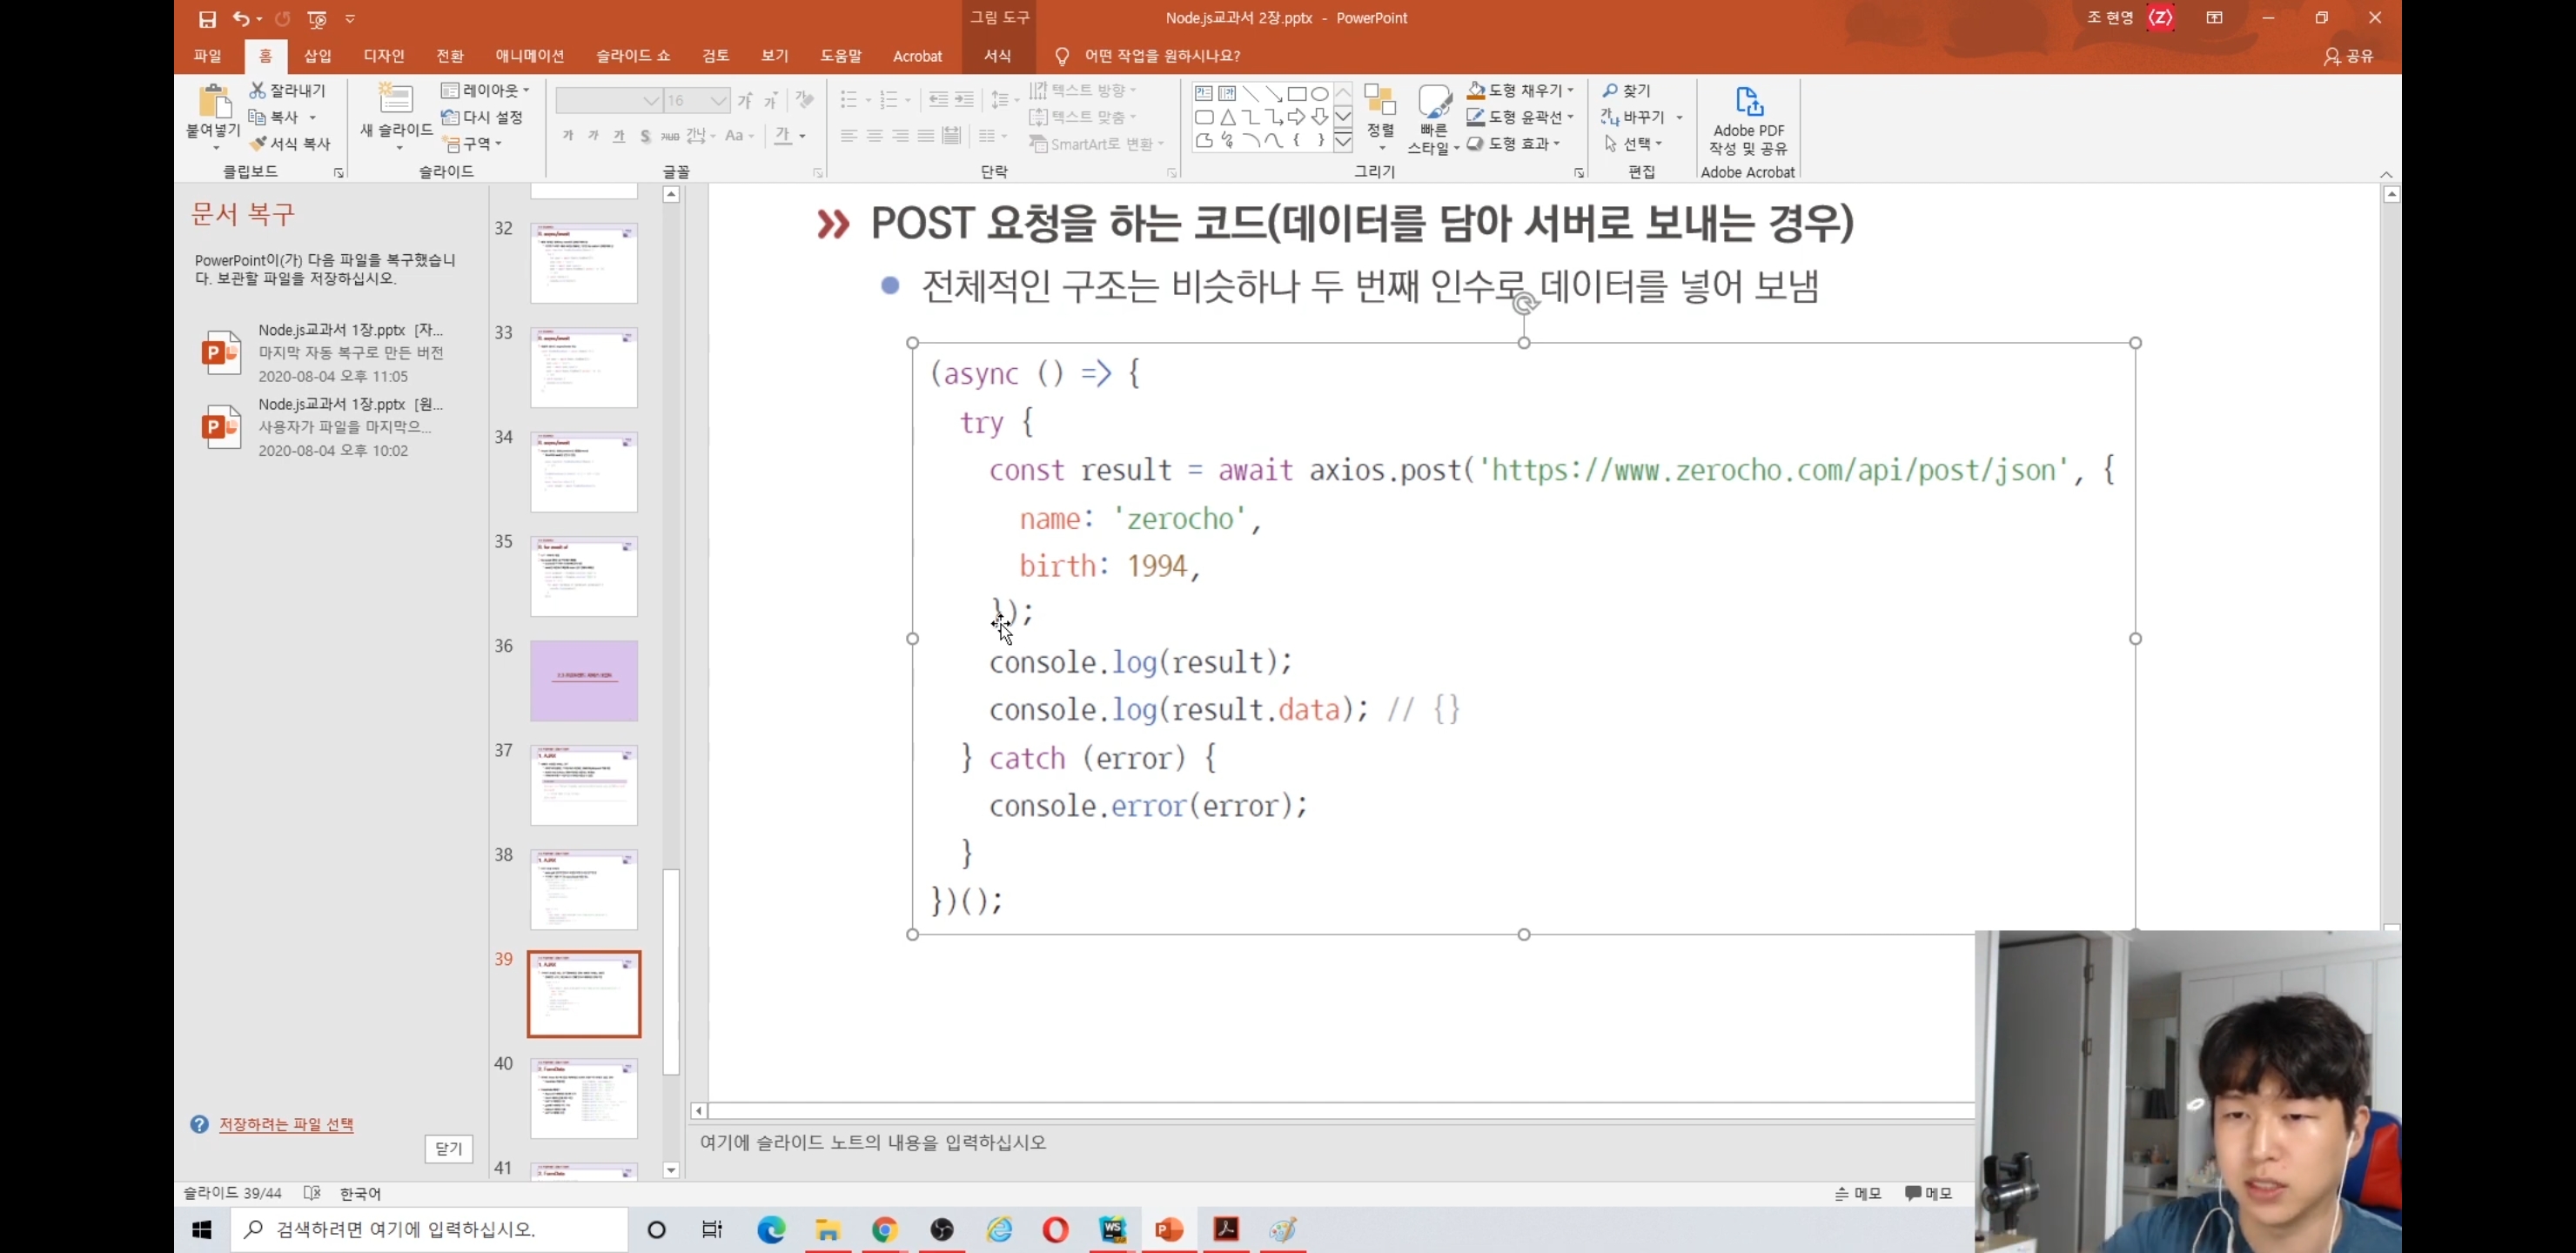 그림 도구
Node.js교과서 2장.pptx - PowerPoint
조 현영
파일 홈 삽입 디자인 전환 애니메이션 슬라이드 쇼 검토 보기 도움말 Acrobat 서식 어떤 작업을 원하시나요? 공유
붙여넣기
잘라내기
복사
서식 복사
클립보드
새 슬라이드
레이아웃
다시 설정
구역
슬라이드
16
가 가
가 가 가 S 간나 Aa 가
글꼴
텍스트 방향
텍스트 맞춤
SmartArt로 변환
단락
정렬
빠른 스타일
도형 채우기
도형 윤곽선
도형 효과
그리기
찾기
바꾸기
선택
편집
Adobe PDF
작성 및 공유
Adobe Acrobat
문서 복구
PowerPoint이(가) 다음 파일을 복구했습니
다. 보관할 파일을 저장하십시오.
Node.js교과서 1장.pptx [자...
마지막 자동 복구로 만든 버전
2020-08-04 오후 11:05
Node.js교과서 1장.pptx [원...
사용자가 파일을 마지막으...
2020-08-04 오후 10:02
저장하려는 파일 선택
닫기
32
33
34
35
36
37
38
39
40
41
POST 요청을 하는 코드(데이터를 담아 서버로 보내는 경우)
전체적인 구조는 비슷하나 두 번째 인수로 데이터를 넣어 보냄
(async () => {
try {
const result = await axios.post('https://www.zerocho.com/api/post/json', {
name: 'zerocho',
birth: 1994,
});
console.log(result);
console.log(result.data); // {}
} catch (error) {
console.error(error);
}
})();
여기에 슬라이드 노트의 내용을 입력하십시오
슬라이드 39/44 한국어
메모 메모
검색하려면 여기에 입력하십시오.